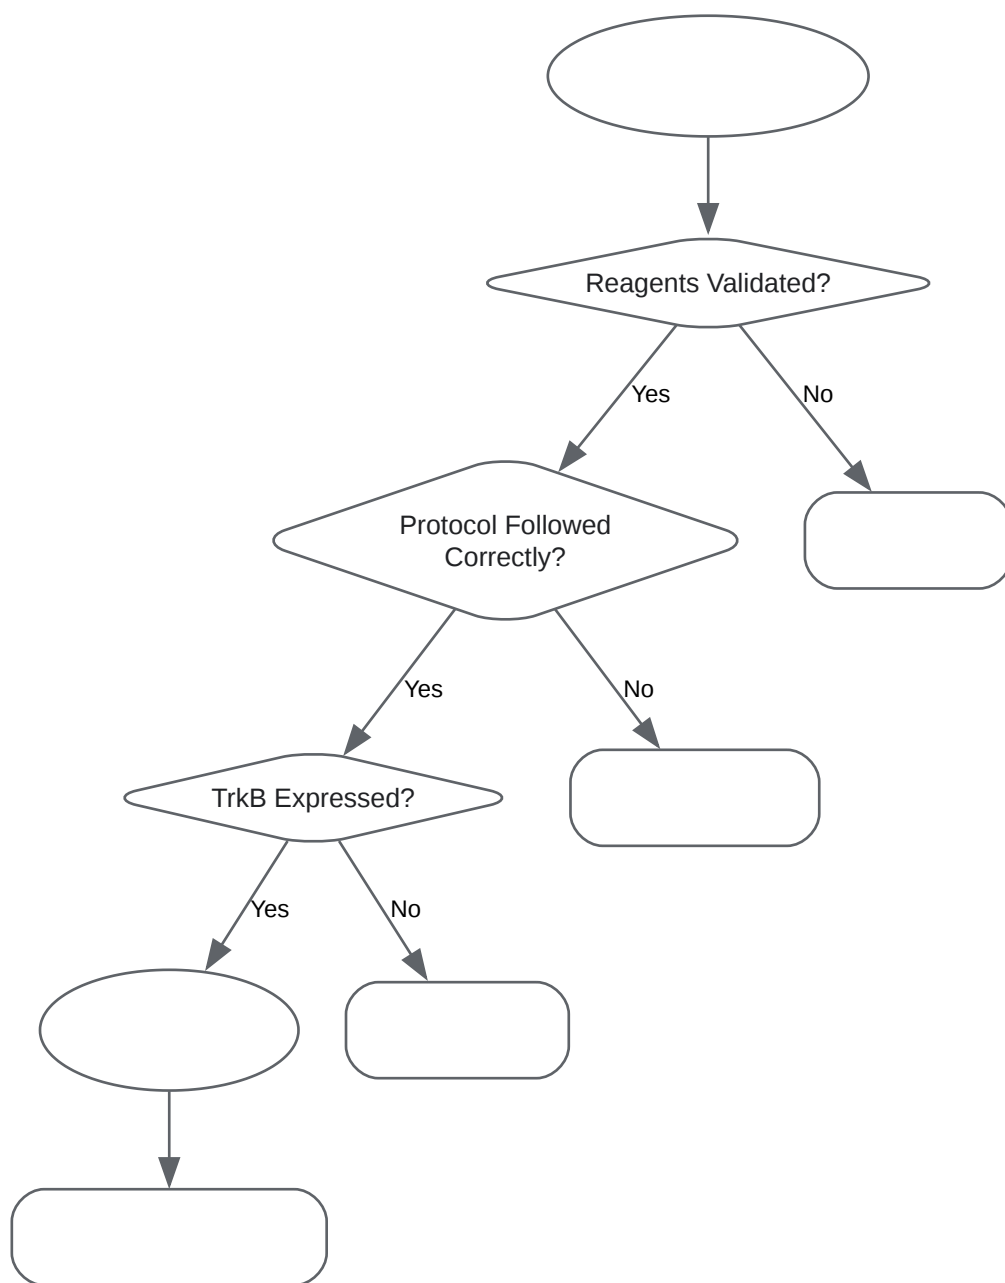 Reagents Validated?
Yes
No
Protocol Followed
Correctly?
Yes
No
TrkB Expressed?
Yes
No